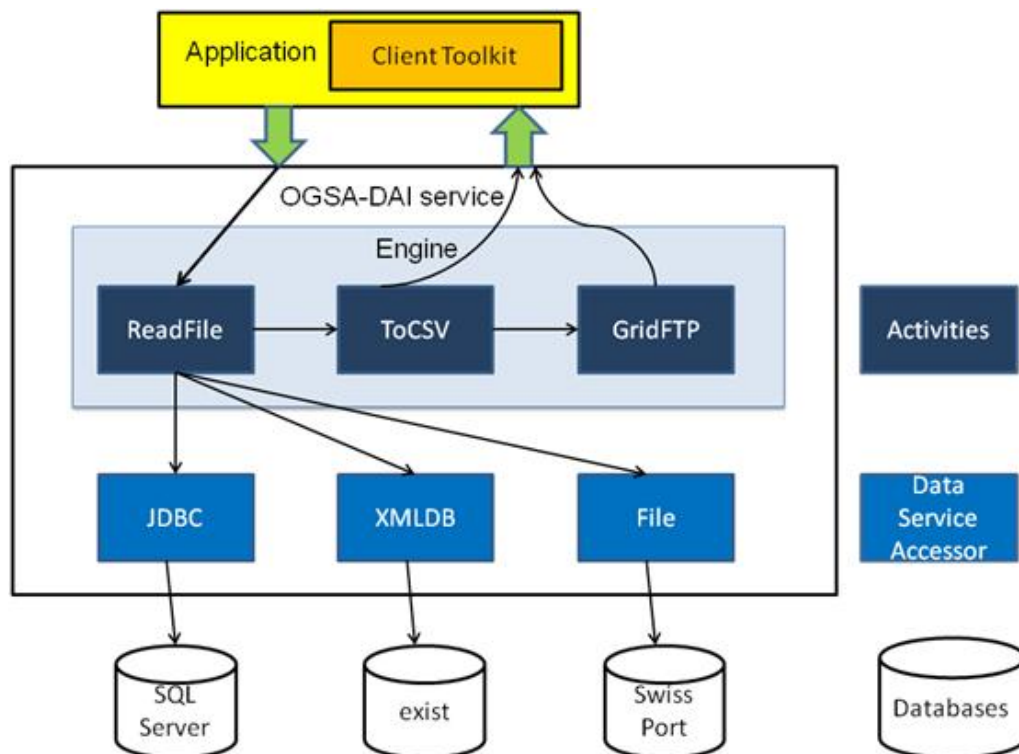 Application
Client Toolkit
OGSA-DAI service
Engine
ReadFile
ToCSV
GridFTP
Activities
JDBC
XMLDB
File
Data
Service
Accessor
SQL
Server
exist
Swiss
Port
Databases